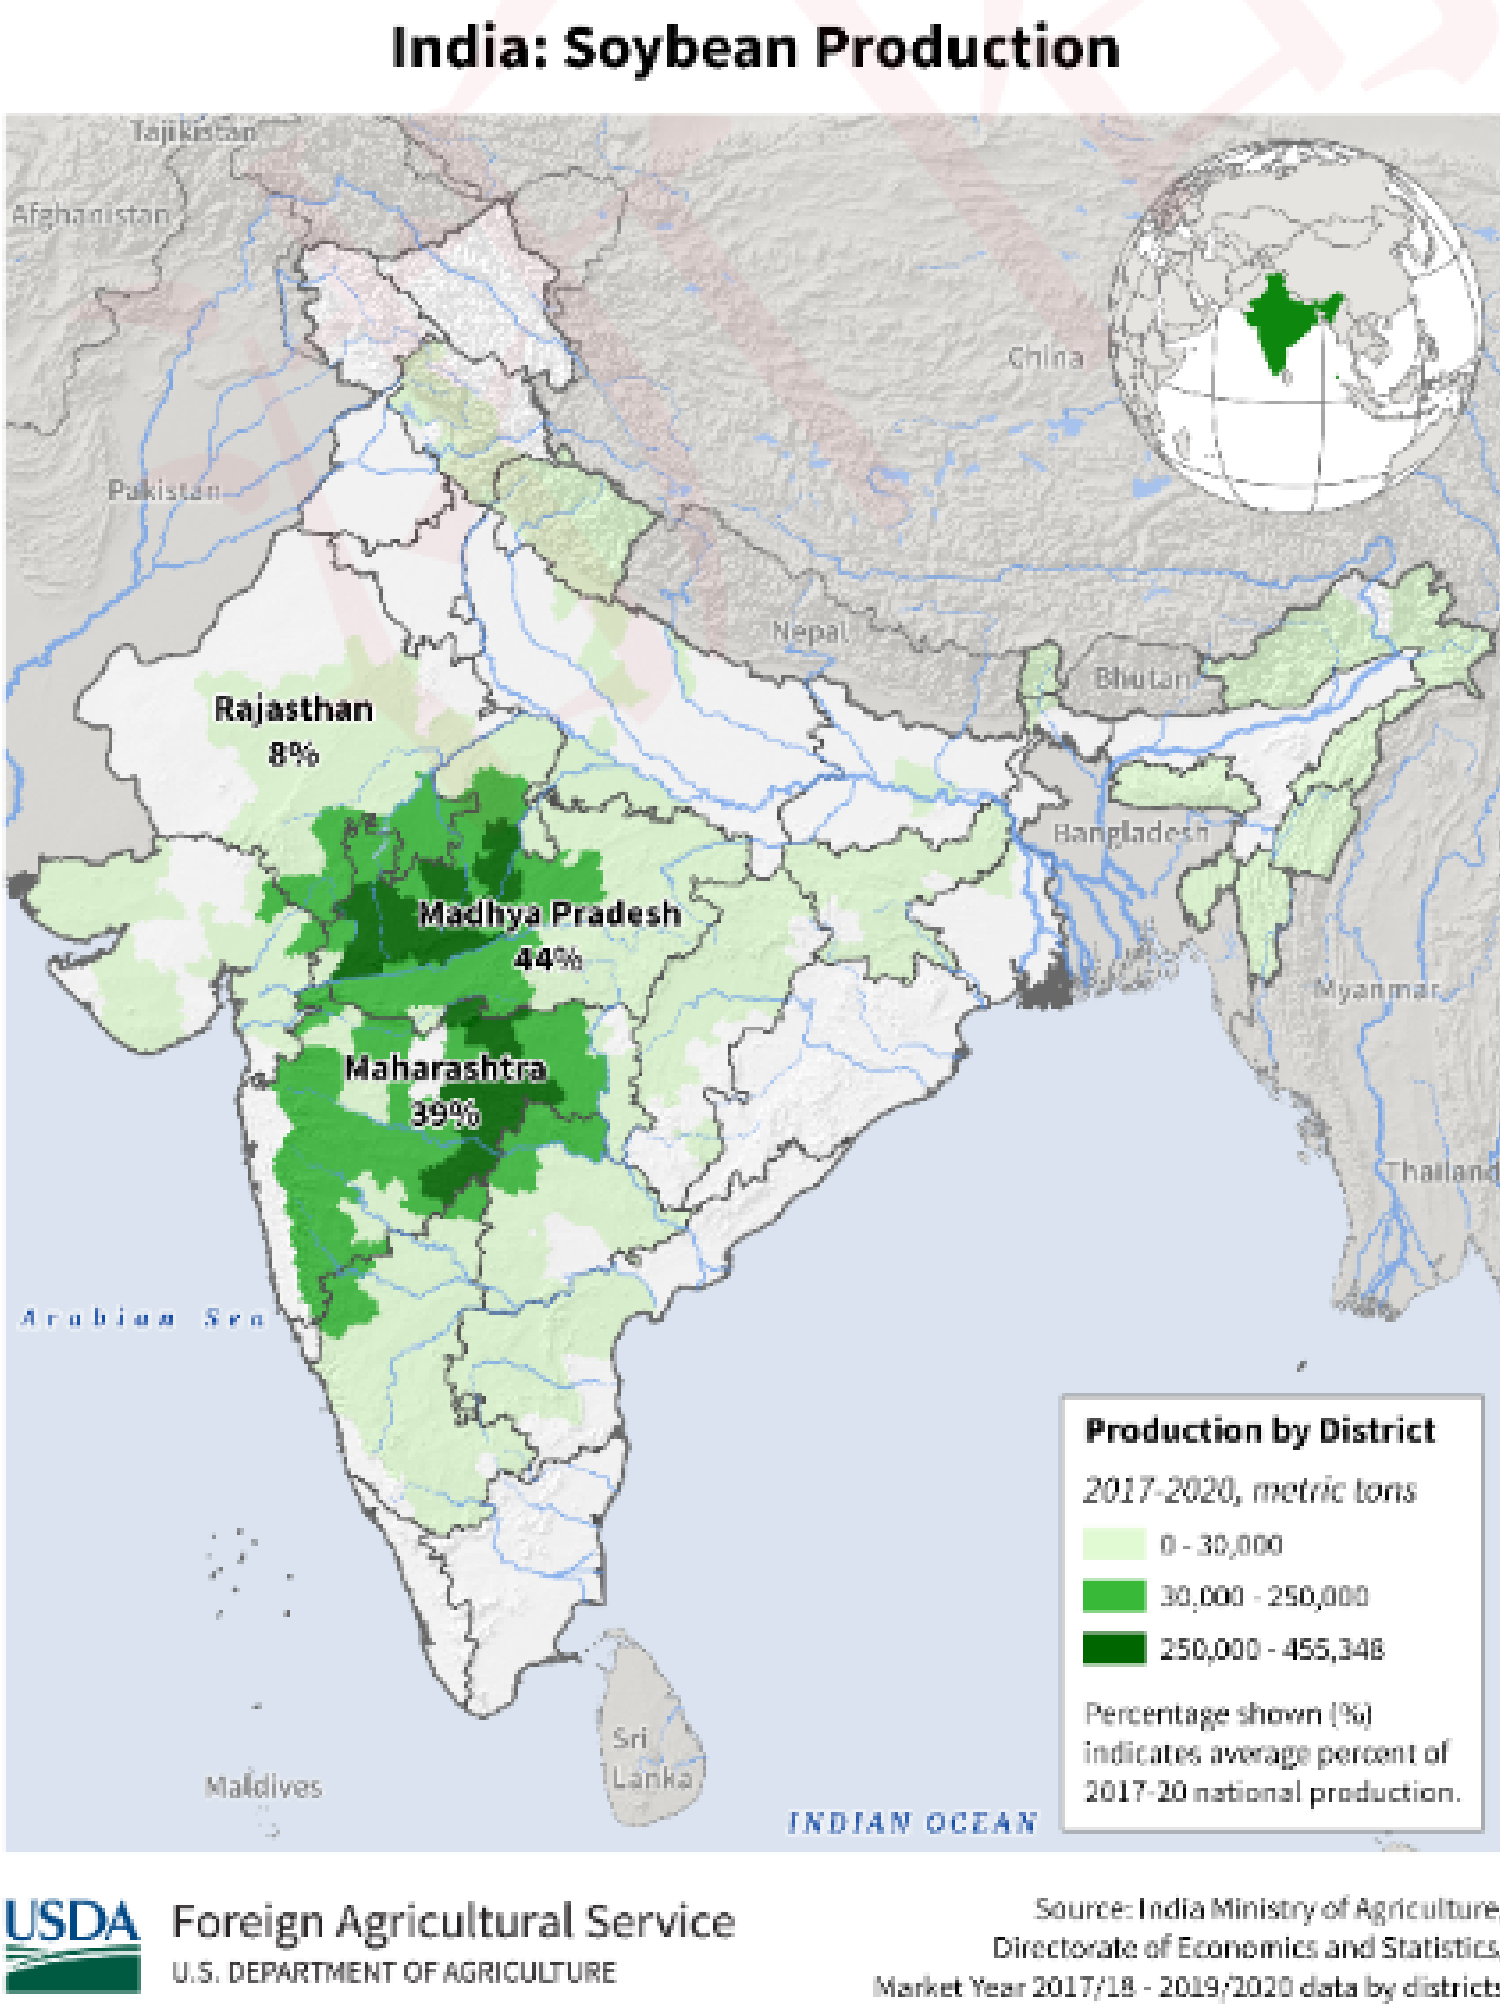 India: Soybean Production
Tajikistan
Afghanistan
China
Pakistan
Nepal
Bhutan
Rajasthan
8%
Bangladesh
Madhya Pradesh
44%
Myanmar
Maharashtra
39%
Thailand
Arabian Sea
Production by District
2017-2020, metric tons
0 - 30,000
30,000 - 250,000
250,000 - 455,348
Percentage shown (%)
indicates average percent of
2017-20 national production.
Sri
Lanka
Maldives
INDIAN OCEAN
USDA
Foreign Agricultural Service
U.S. DEPARTMENT OF AGRICULTURE
Source: India Ministry of Agriculture,
Directorate of Economics and Statistics,
Market Year 2017/18 - 2019/2020 data by districts